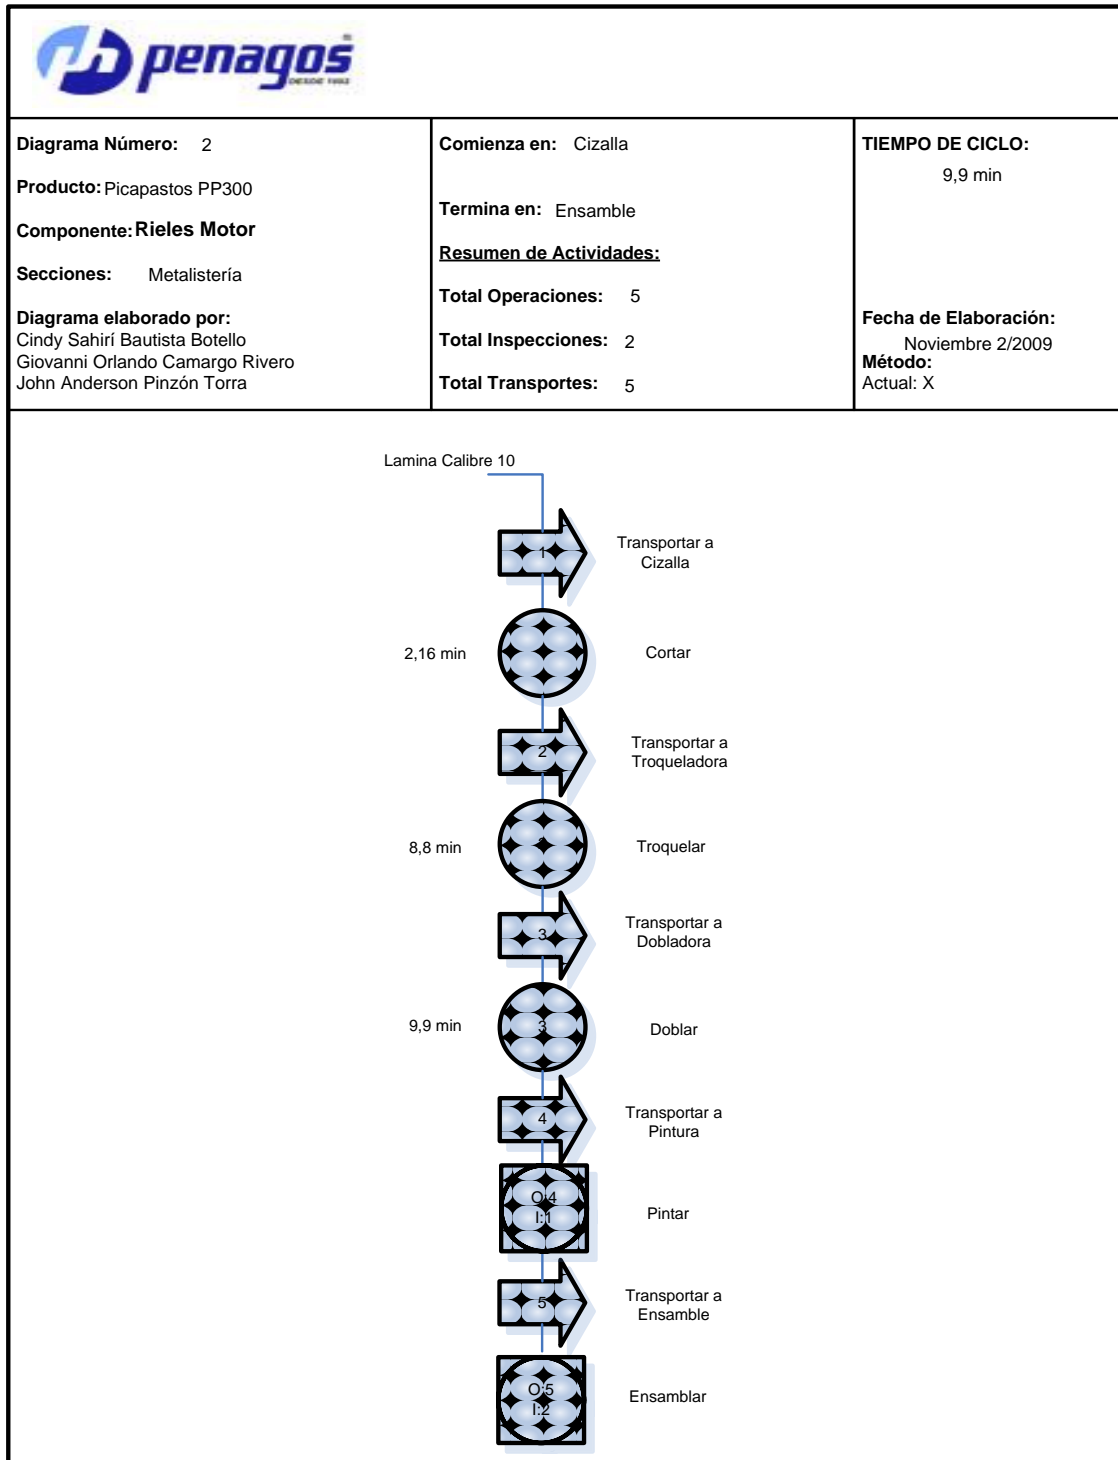 penagos
DESDE 1892
Diagrama Número: 2
Producto: Picapastos PP300
Componente: Rieles Motor
Secciones: Metalistería
Diagrama elaborado por:
Cindy Sahirí Bautista Botello
Giovanni Orlando Camargo Rivero
John Anderson Pinzón Torra
Comienza en: Cizalla
Termina en: Ensamble
Resumen de Actividades:
Total Operaciones: 5
Total Inspecciones: 2
Total Transportes: 5
TIEMPO DE CICLO:
9,9 min
Fecha de Elaboración:
Noviembre 2/2009
Método:
Actual: X
Lamina Calibre 10
1
Transportar a
Cizalla
2,16 min
Cortar
2
Transportar a
Troqueladora
8,8 min
Troquelar
3
Transportar a
Dobladora
9,9 min
3
Doblar
4
Transportar a
Pintura
O:4
I:1
Pintar
5
Transportar a
Ensamble
O:5
I:2
Ensamblar